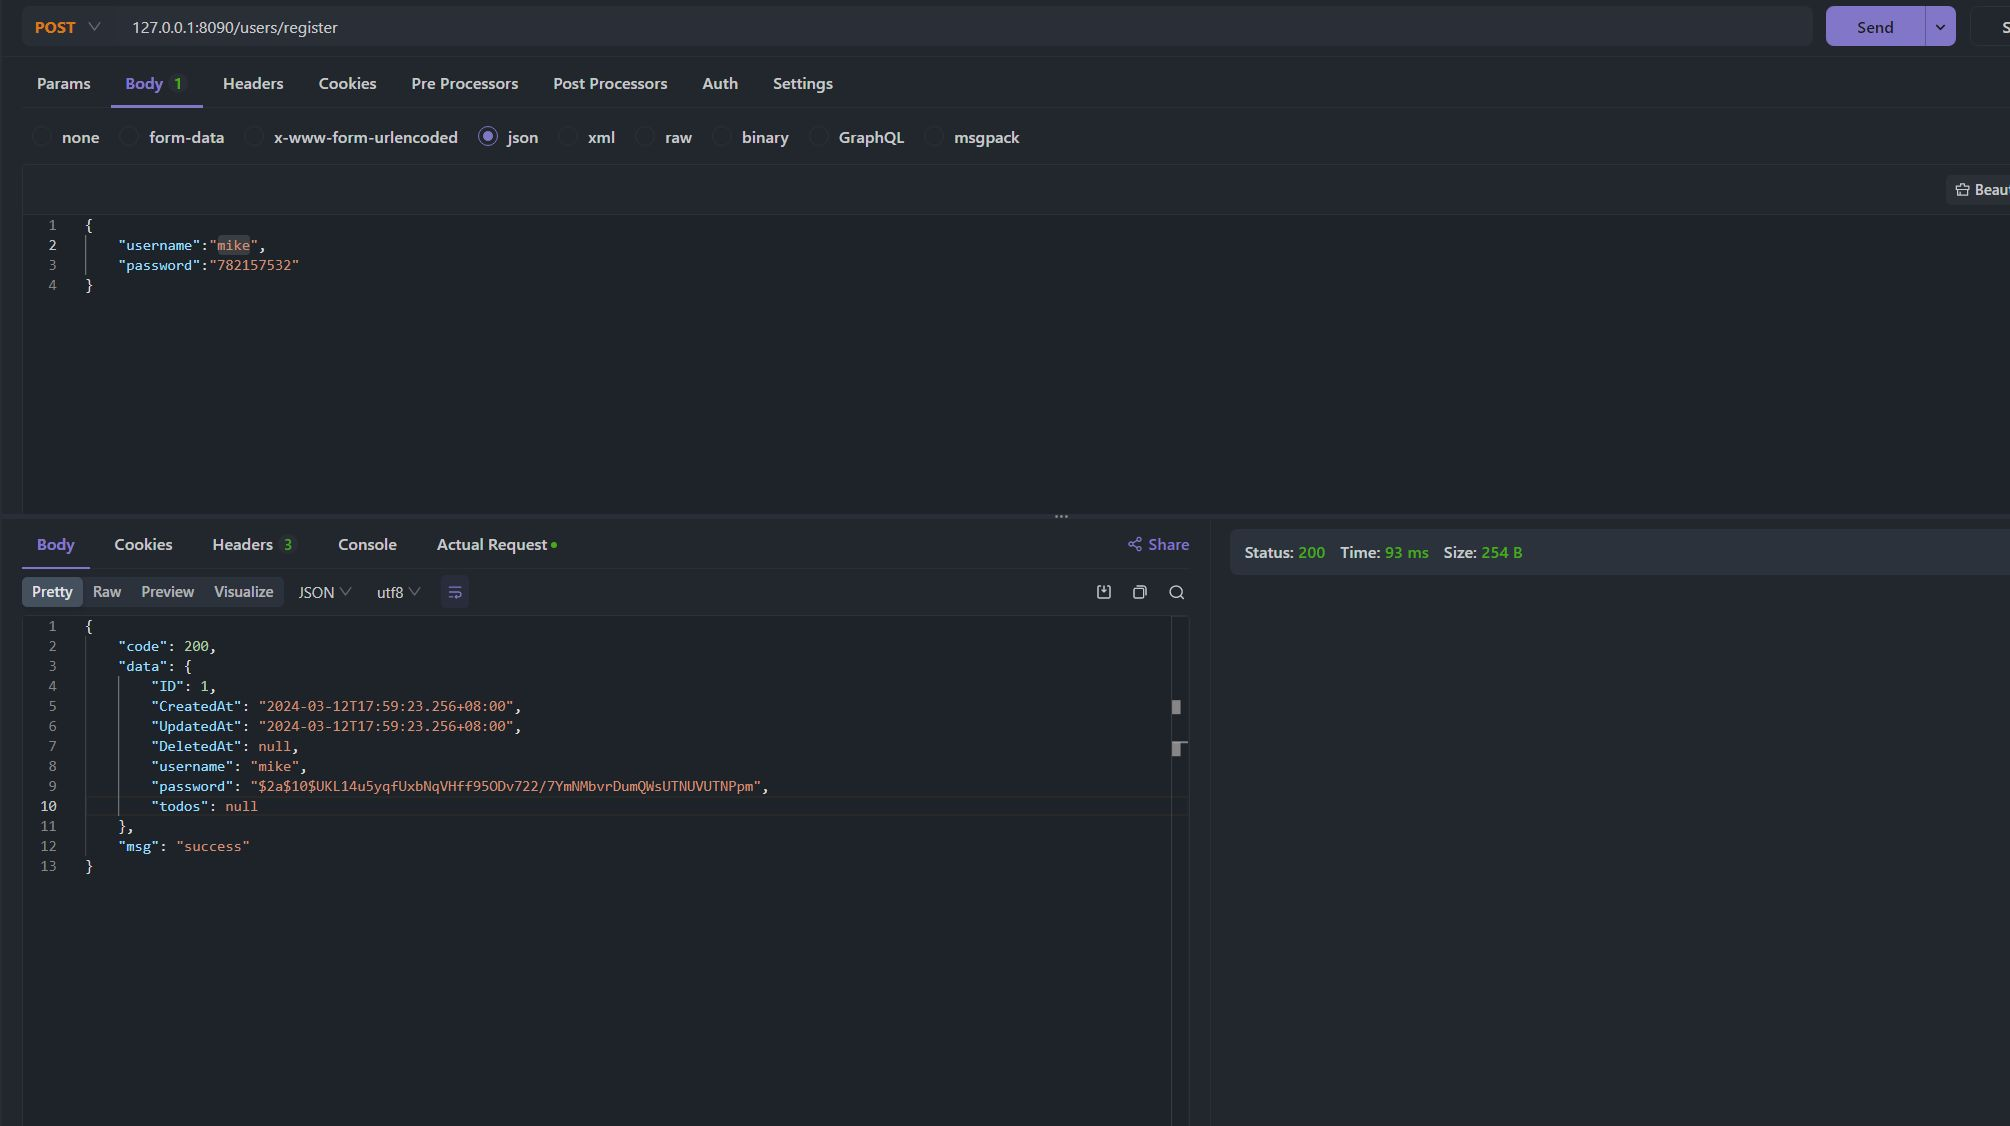 POST 127.0.0.1:8090/users/register Send S
Params Body 1 Headers Cookies Pre Processors Post Processors Auth Settings
none form-data x-www-form-urlencoded json xml raw binary GraphQL msgpack
Beau
1 {
2 "username":"mike",
3 "password":"782157532"
4 }
Body Cookies Headers 3 Console Actual Request Share
Status: 200 Time: 93 ms Size: 254 B
Pretty Raw Preview Visualize JSON utf8
1 {
2 "code": 200,
3 "data": {
4 "ID": 1,
5 "CreatedAt": "2024-03-12T17:59:23.256+08:00",
6 "UpdatedAt": "2024-03-12T17:59:23.256+08:00",
7 "DeletedAt": null,
8 "username": "mike",
9 "password": "$2a$10$UKL14u5yqfUxbNqVHff95ODv722/7YmNMbvrDumQWsUTNUVUTNPpm",
10 "todos": null
11 },
12 "msg": "success"
13 }